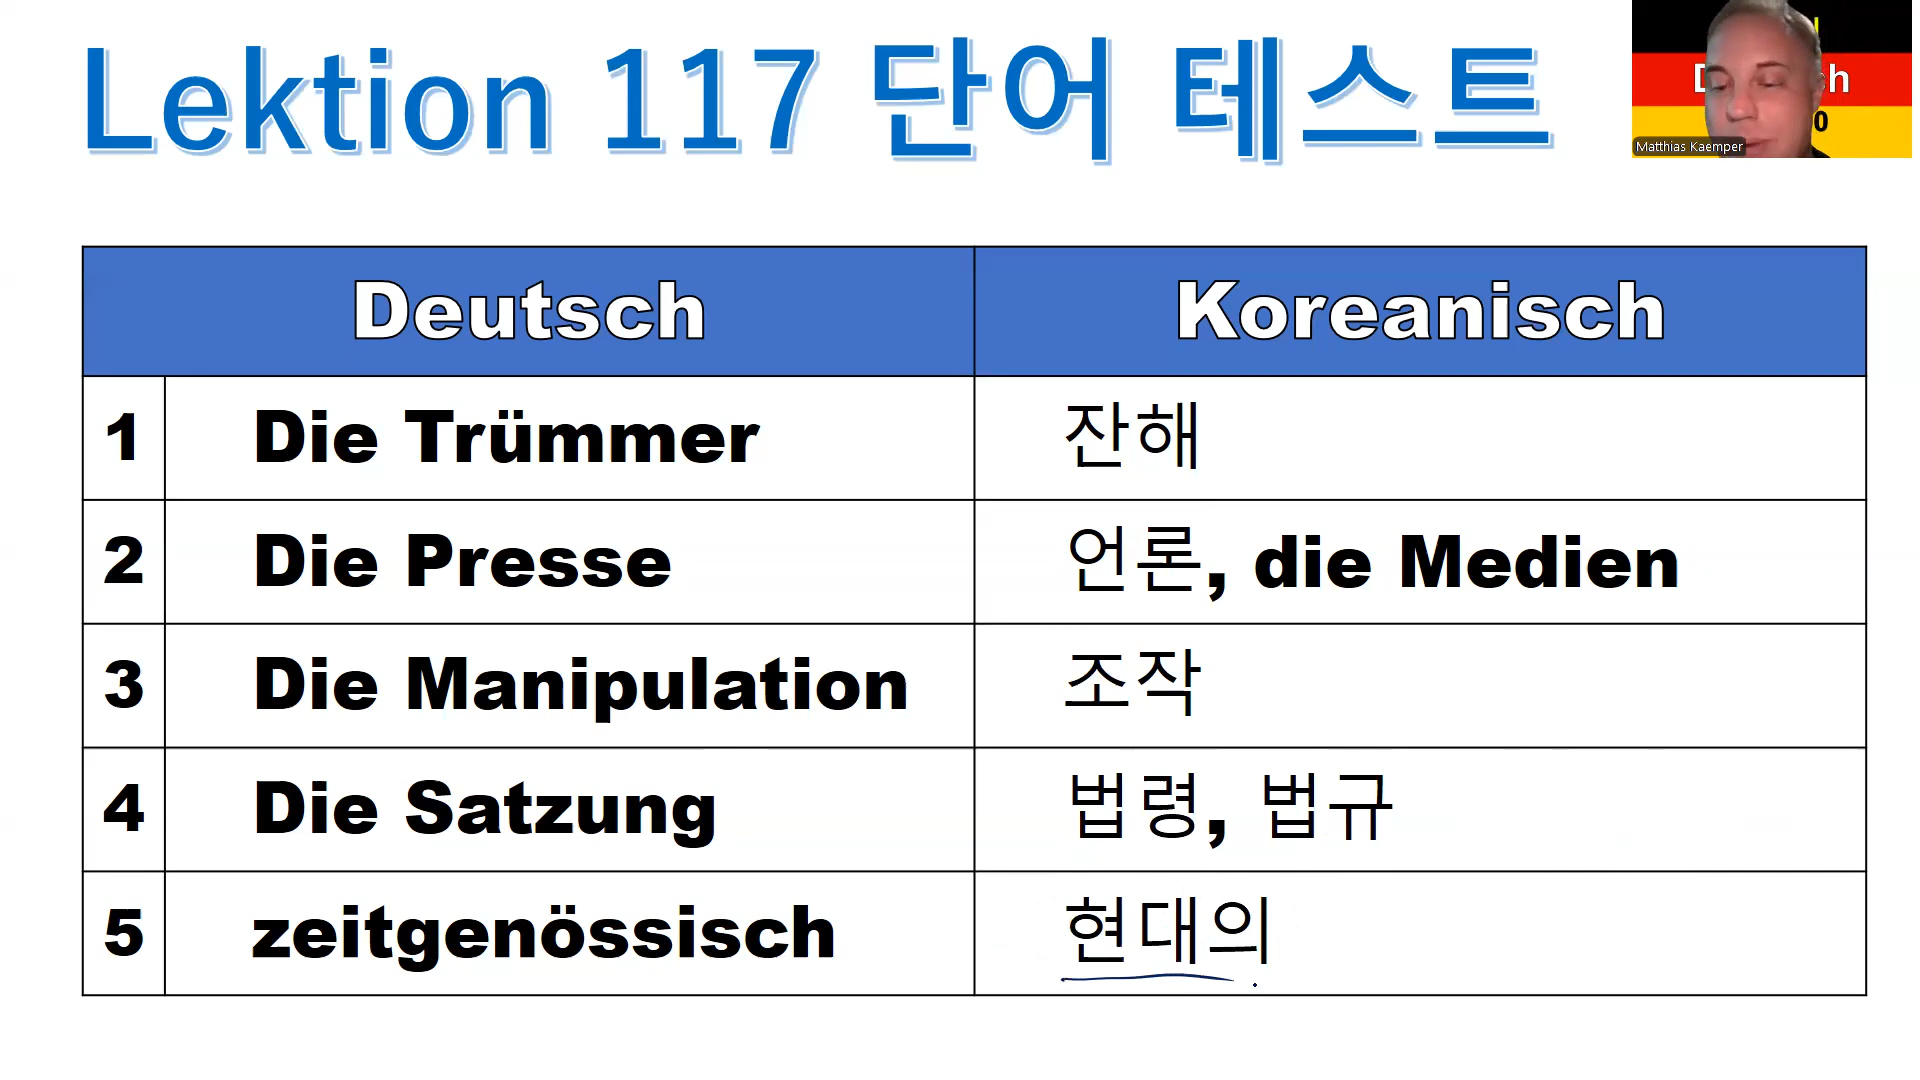 Lektion 117 단어 테스트
Matthias Kaemper
Deutsch Koreanisch
1 Die Trümmer 잔해
2 Die Presse 언론, die Medien
3 Die Manipulation 조작
4 Die Satzung 법령, 법규
5 zeitgenössisch 현대의